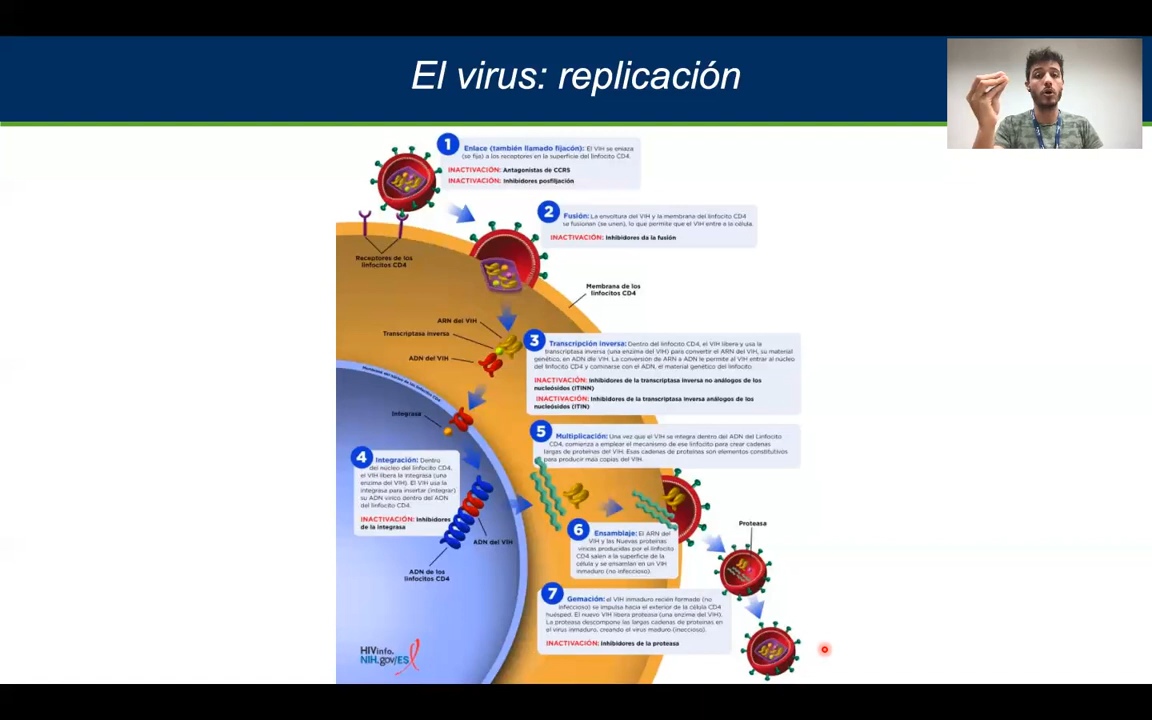 El virus: replicación
1
Enlace (también llamado fijacón): El VIH se enlaza
(se fija) a los receptores en la superficie del linfocito CD4.
INACTIVACIÓN: Antagonistas de CCR5
INACTIVACIÓN: Inhibidores posfijación
2
Fusión: La envoltura del VIH y la membrana del linfocito CD4
se fusionan (se unen), lo que permite que el VIH entre a la célula.
INACTIVACIÓN: Inhibidores da la fusión
Receptores de los
linfocitos CD4
Membrana de los
linfocitos CD4
ARN del VIH
Transcriptasa inversa
ADN del VIH
3
Transcripción inversa: Dentro del linfocito CD4, el VIH libera y usa la
transcriptasa inversa (una enzima del VIH) para convertir el ARN del VIH, su material
genético, en ADN dle VIH. La conversión de ARN a ADN le permite al VIH entrar al núcleo
del linfocito CD4 y cominarse con el ADN, el material genético del linfocito.
INACTIVACIÓN: Inhibidores de la transcriptasa inversa no análogos de los
nucleósidos (ITINN)
INACTIVACIÓN: Inhibidores de la transcriptasa inversa análogos de los
nucleósidos (ITIN)
Membrana del núcleo de los linfocitos CD4
Integrasa
4
Integración: Dentro
del núcleo del linfocito CD4,
el VIH libera la integrasa (una
enzima del VIH). El VIH usa la
integrasa para insertar (integrar)
su ADN vírico dentro del ADN
del linfocito CD4.
INACTIVACIÓN: Inhibidores
de la integrasa
ADN del VIH
ADN de los
linfocitos CD4
5
Multiplicación: Una vez que el VIH se integra dentro del ADN del Linfocito
CD4, comienza a emplear el mecanismo de ese linfocito para crear cadenas
largas de proteínas del VIH. Esas cadenas de proteínas son elementos constitutivos
para producir más copias del VIH.
6
Ensamblaje: El ARN del
VIH y las Nuevas proteínas
víricas producidas por el linfocito
CD4 salen a la superficie de la
célula y se ensamlan en un VIH
inmaduro (no infeccioso).
Proteasa
7
Gemación: el VIH inmaduro recién formado (no
infeccioso) se impulsa hacia el exterior de la célula CD4
huésped. El nuevo VIH libera proteasa (una enzima del VIH).
La proteasa descompone las largas cadenas de proteínas en
el virus inmaduro, creando el virus maduro (ineccioso).
INACTIVACIÓN: Inhibidores de la proteasa
HIVinfo.
NIH.gov/ES